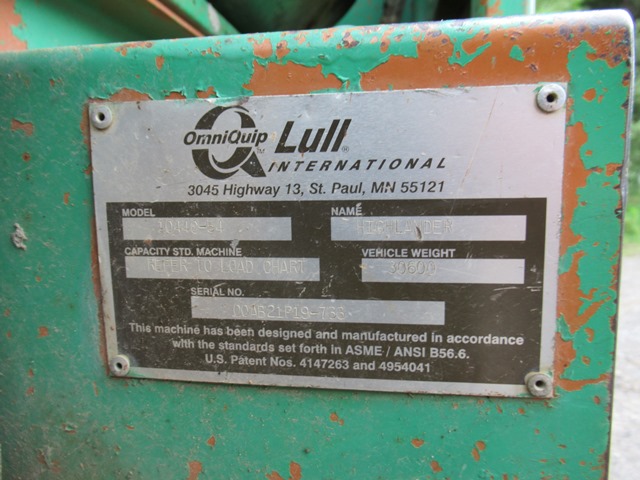 OmniQuip TM Lull ®
INTERNATIONAL
3045 Highway 13, St. Paul, MN 55121
MODEL NAME
HIGHLANDER
CAPACITY STD. MACHINE VEHICLE WEIGHT
REFER TO LOAD CHART 30600
SERIAL NO.
This machine has been designed and manufactured in accordance
with the standards set forth in ASME / ANSI B56.6.
U.S. Patent Nos. 4147263 and 4954041